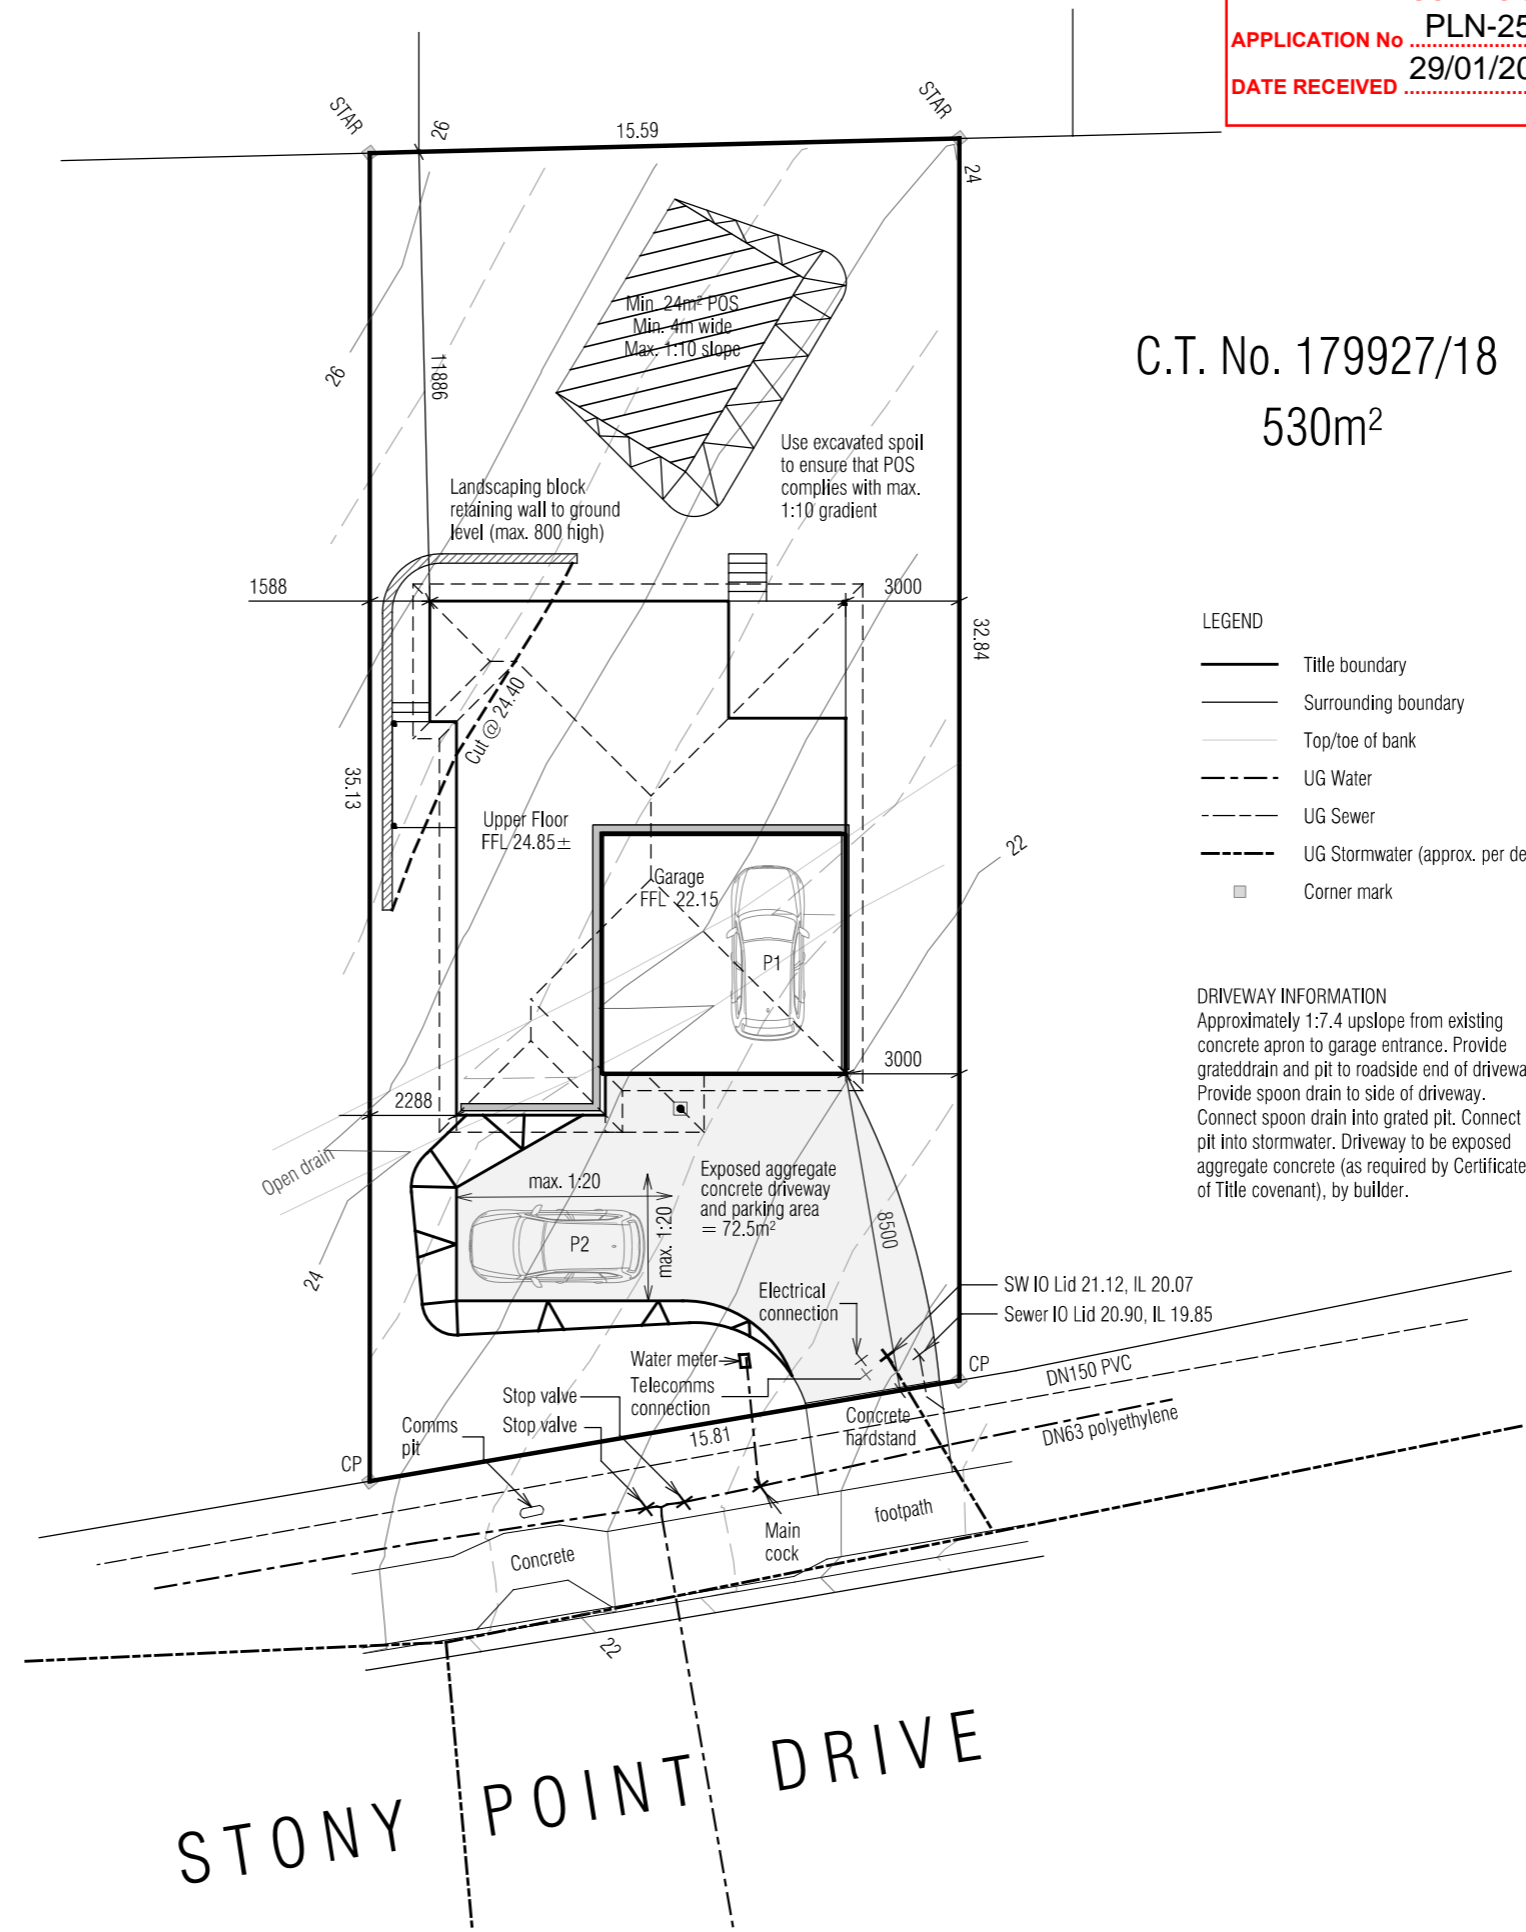 APPLICATION No PLN-25
DATE RECEIVED 29/01/20
STAR
26
15.59
STAR
24
C.T. No. 179927/18
530m²
Min. 24m² POS
Min. 4m wide
Max. 1:10 slope
26
11886
Use excavated spoil
to ensure that POS
complies with max.
1:10 gradient
Landscaping block
retaining wall to ground
level (max. 800 high)
1588
3000
32.84
LEGEND
Title boundary
Surrounding boundary
Top/toe of bank
UG Water
UG Sewer
UG Stormwater (approx. per de
Corner mark
Cut @ 24.40
35.13
Upper Floor
FFL 24.85±
22
Garage
FFL 22.15
P1
DRIVEWAY INFORMATION
Approximately 1:7.4 upslope from existing
concrete apron to garage entrance. Provide
grateddrain and pit to roadside end of drivewa
Provide spoon drain to side of driveway.
Connect spoon drain into grated pit. Connect
pit into stormwater. Driveway to be exposed
aggregate concrete (as required by Certificate
of Title covenant), by builder.
3000
2288
Open drain
max. 1:20
Exposed aggregate
concrete driveway
and parking area
= 72.5m²
max. 1:20
P2
8500
24
Electrical
connection
SW IO Lid 21.12, IL 20.07
Sewer IO Lid 20.90, IL 19.85
Water meter
Telecomms
connection
CP
DN150 PVC
Stop valve
Stop valve
Comms
pit
15.81
Concrete
hardstand
DN63 polyethylene
CP
footpath
Main
cock
Concrete
22
STONY POINT DRIVE